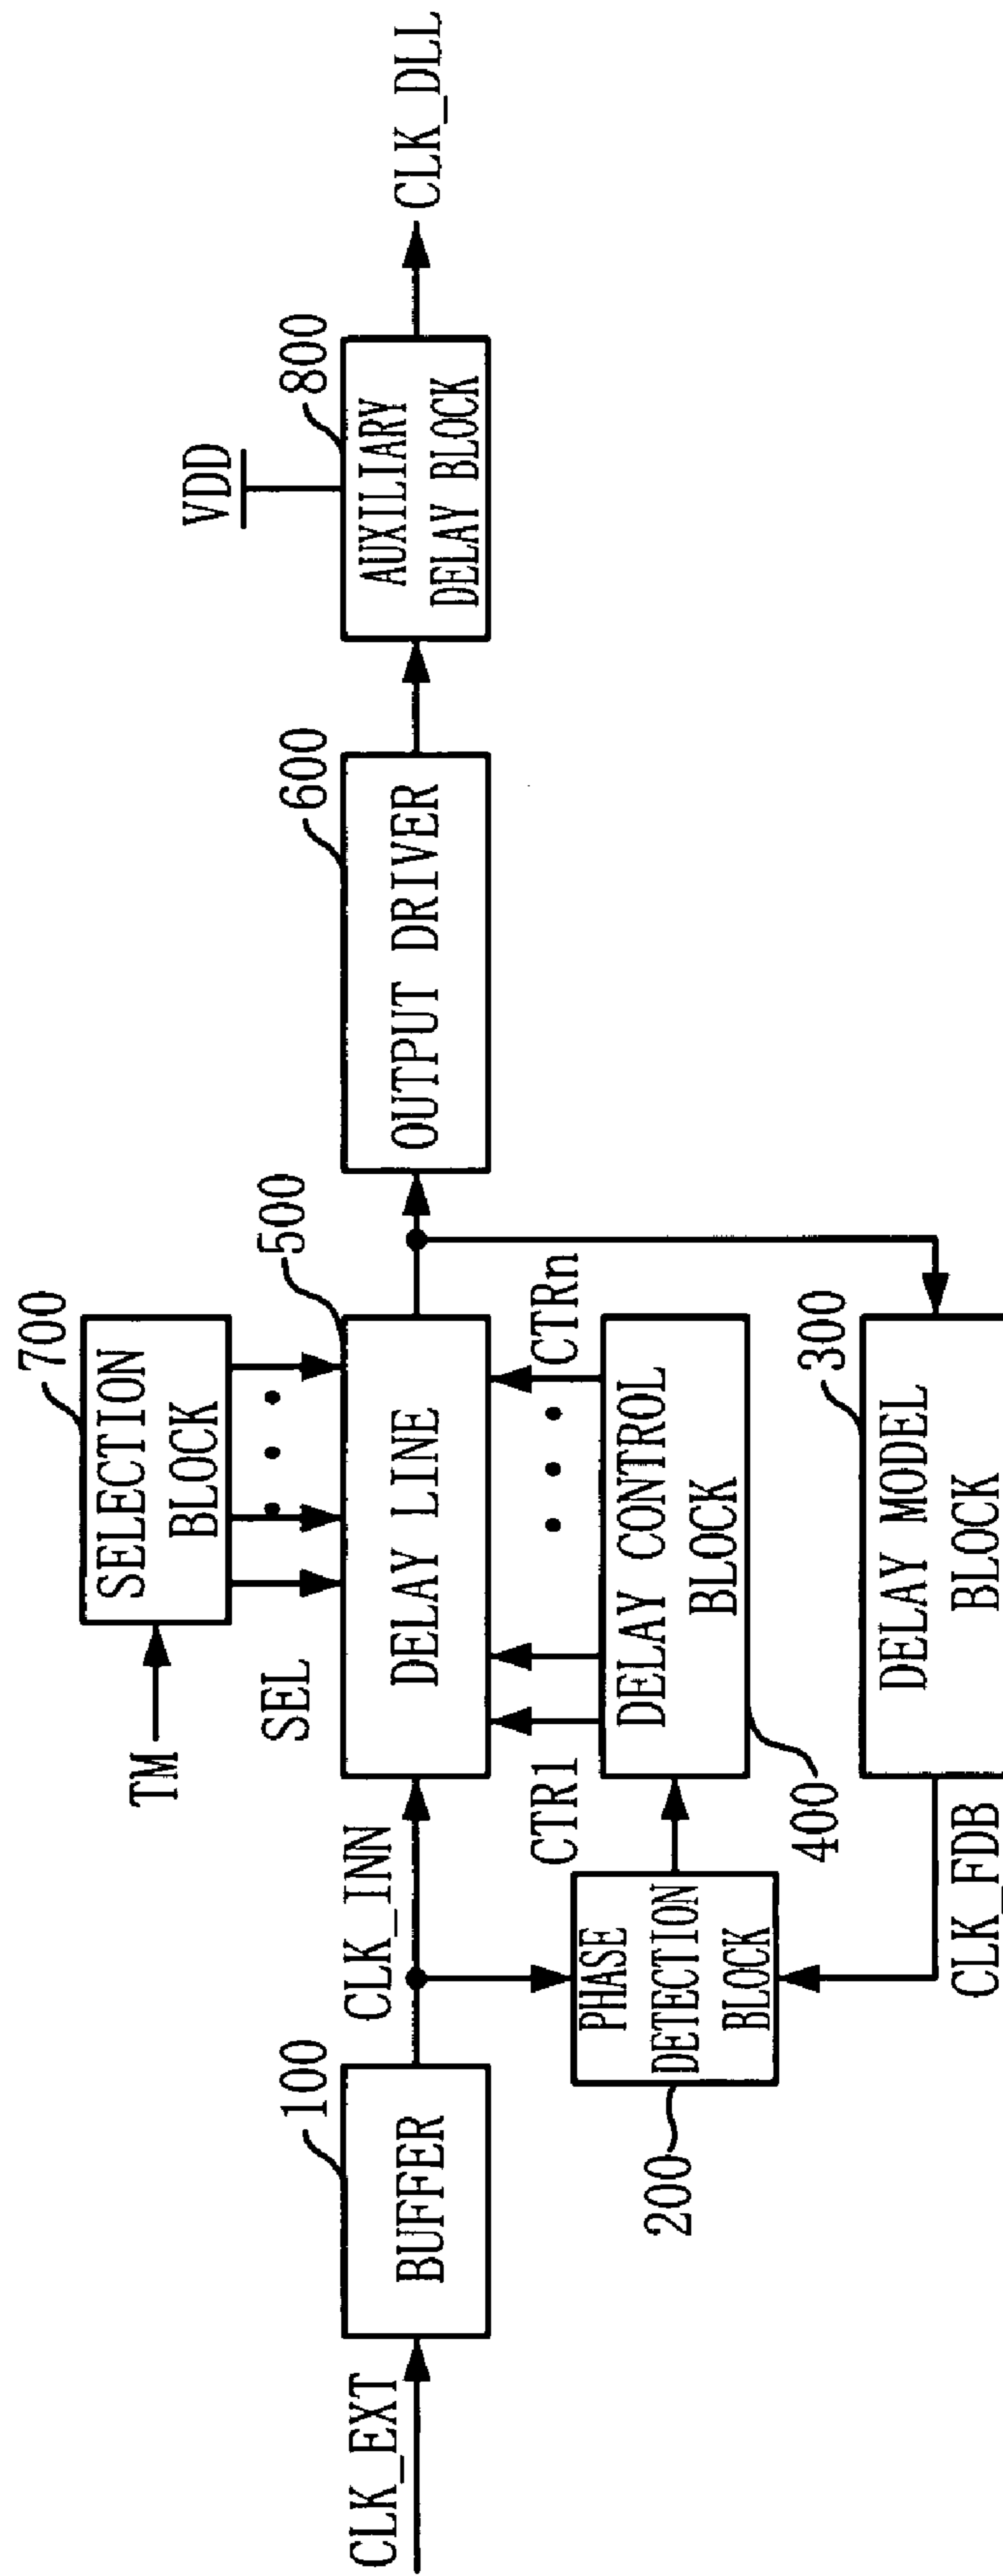 700
TM
SELECTION
BLOCK
SEL
500
VDD
CLK_EXT
100
BUFFER
CLK_INN
DELAY LINE
600
OUTPUT DRIVER
800
AUXILIARY
DELAY BLOCK
CLK_DLL
CTR1
CTRn
200
PHASE
DETECTION
BLOCK
400
DELAY CONTROL
BLOCK
300
DELAY MODEL
BLOCK
CLK_FDB